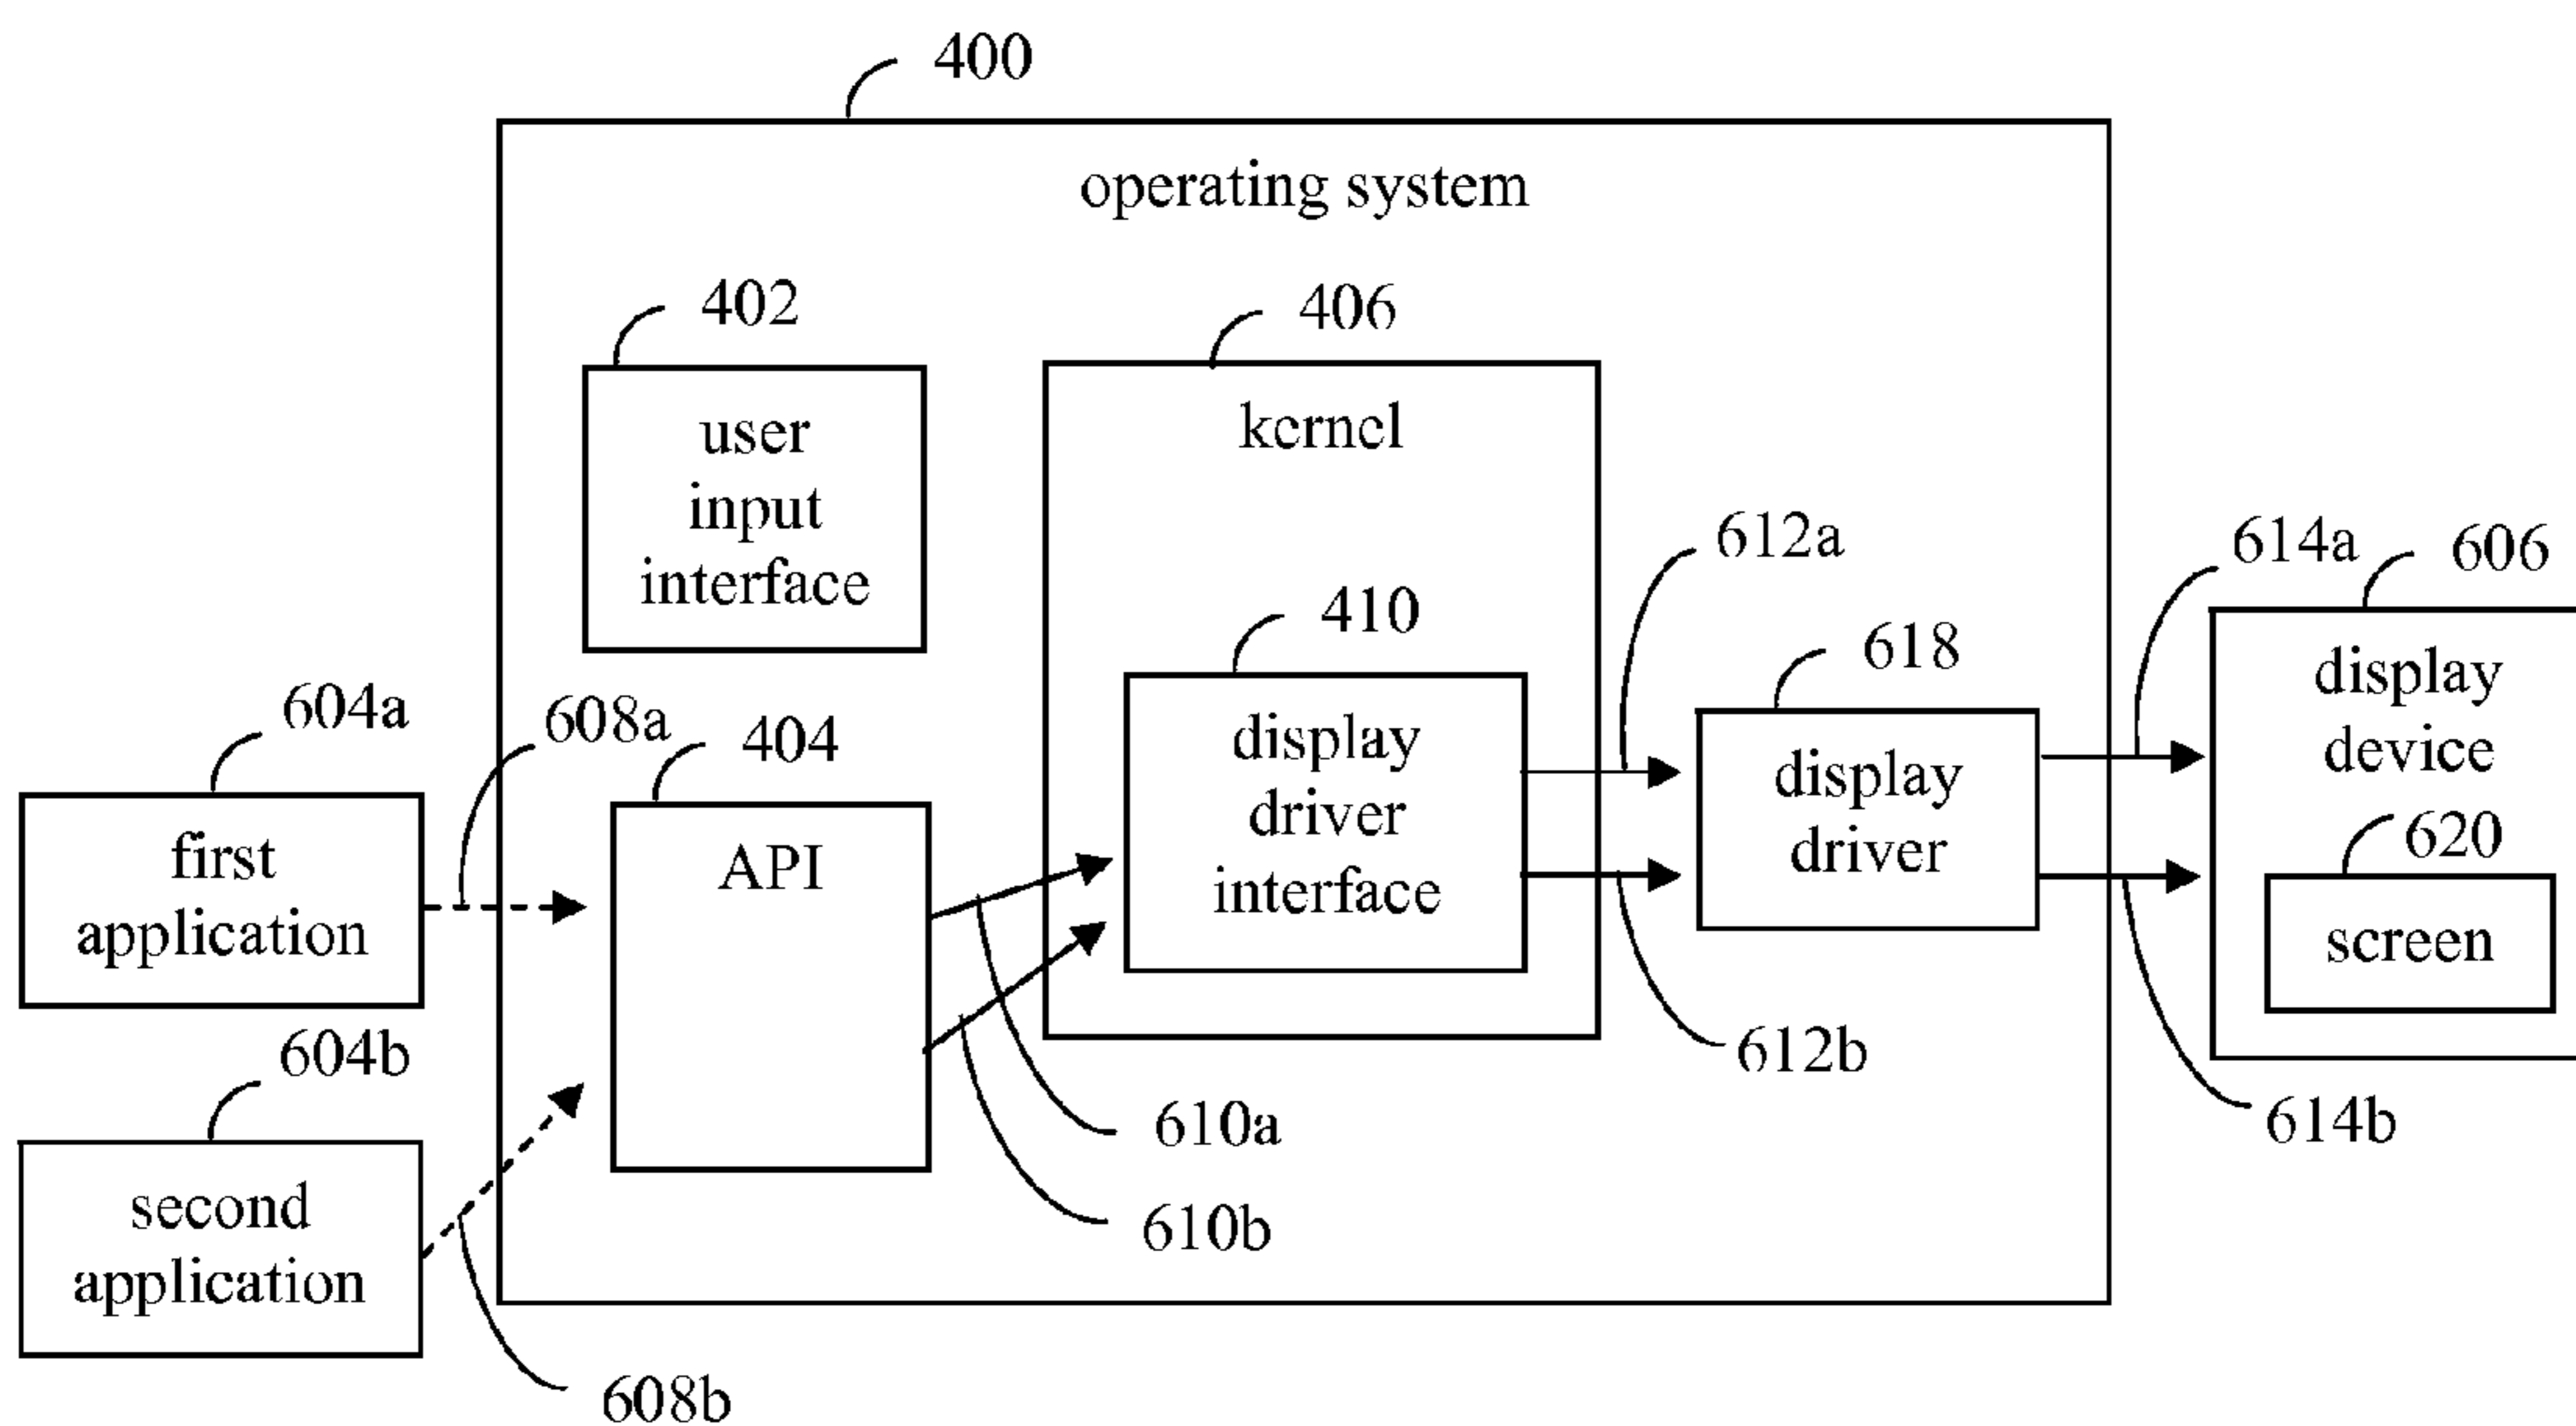 400
operating system
402
user
input
interface
406
kernel
410
display
driver
interface
612a
618
display
driver
614a
606
display
device
620
screen
604a
first
application
608a
404
API
604b
second
application
608b
610a
610b
612b
614b